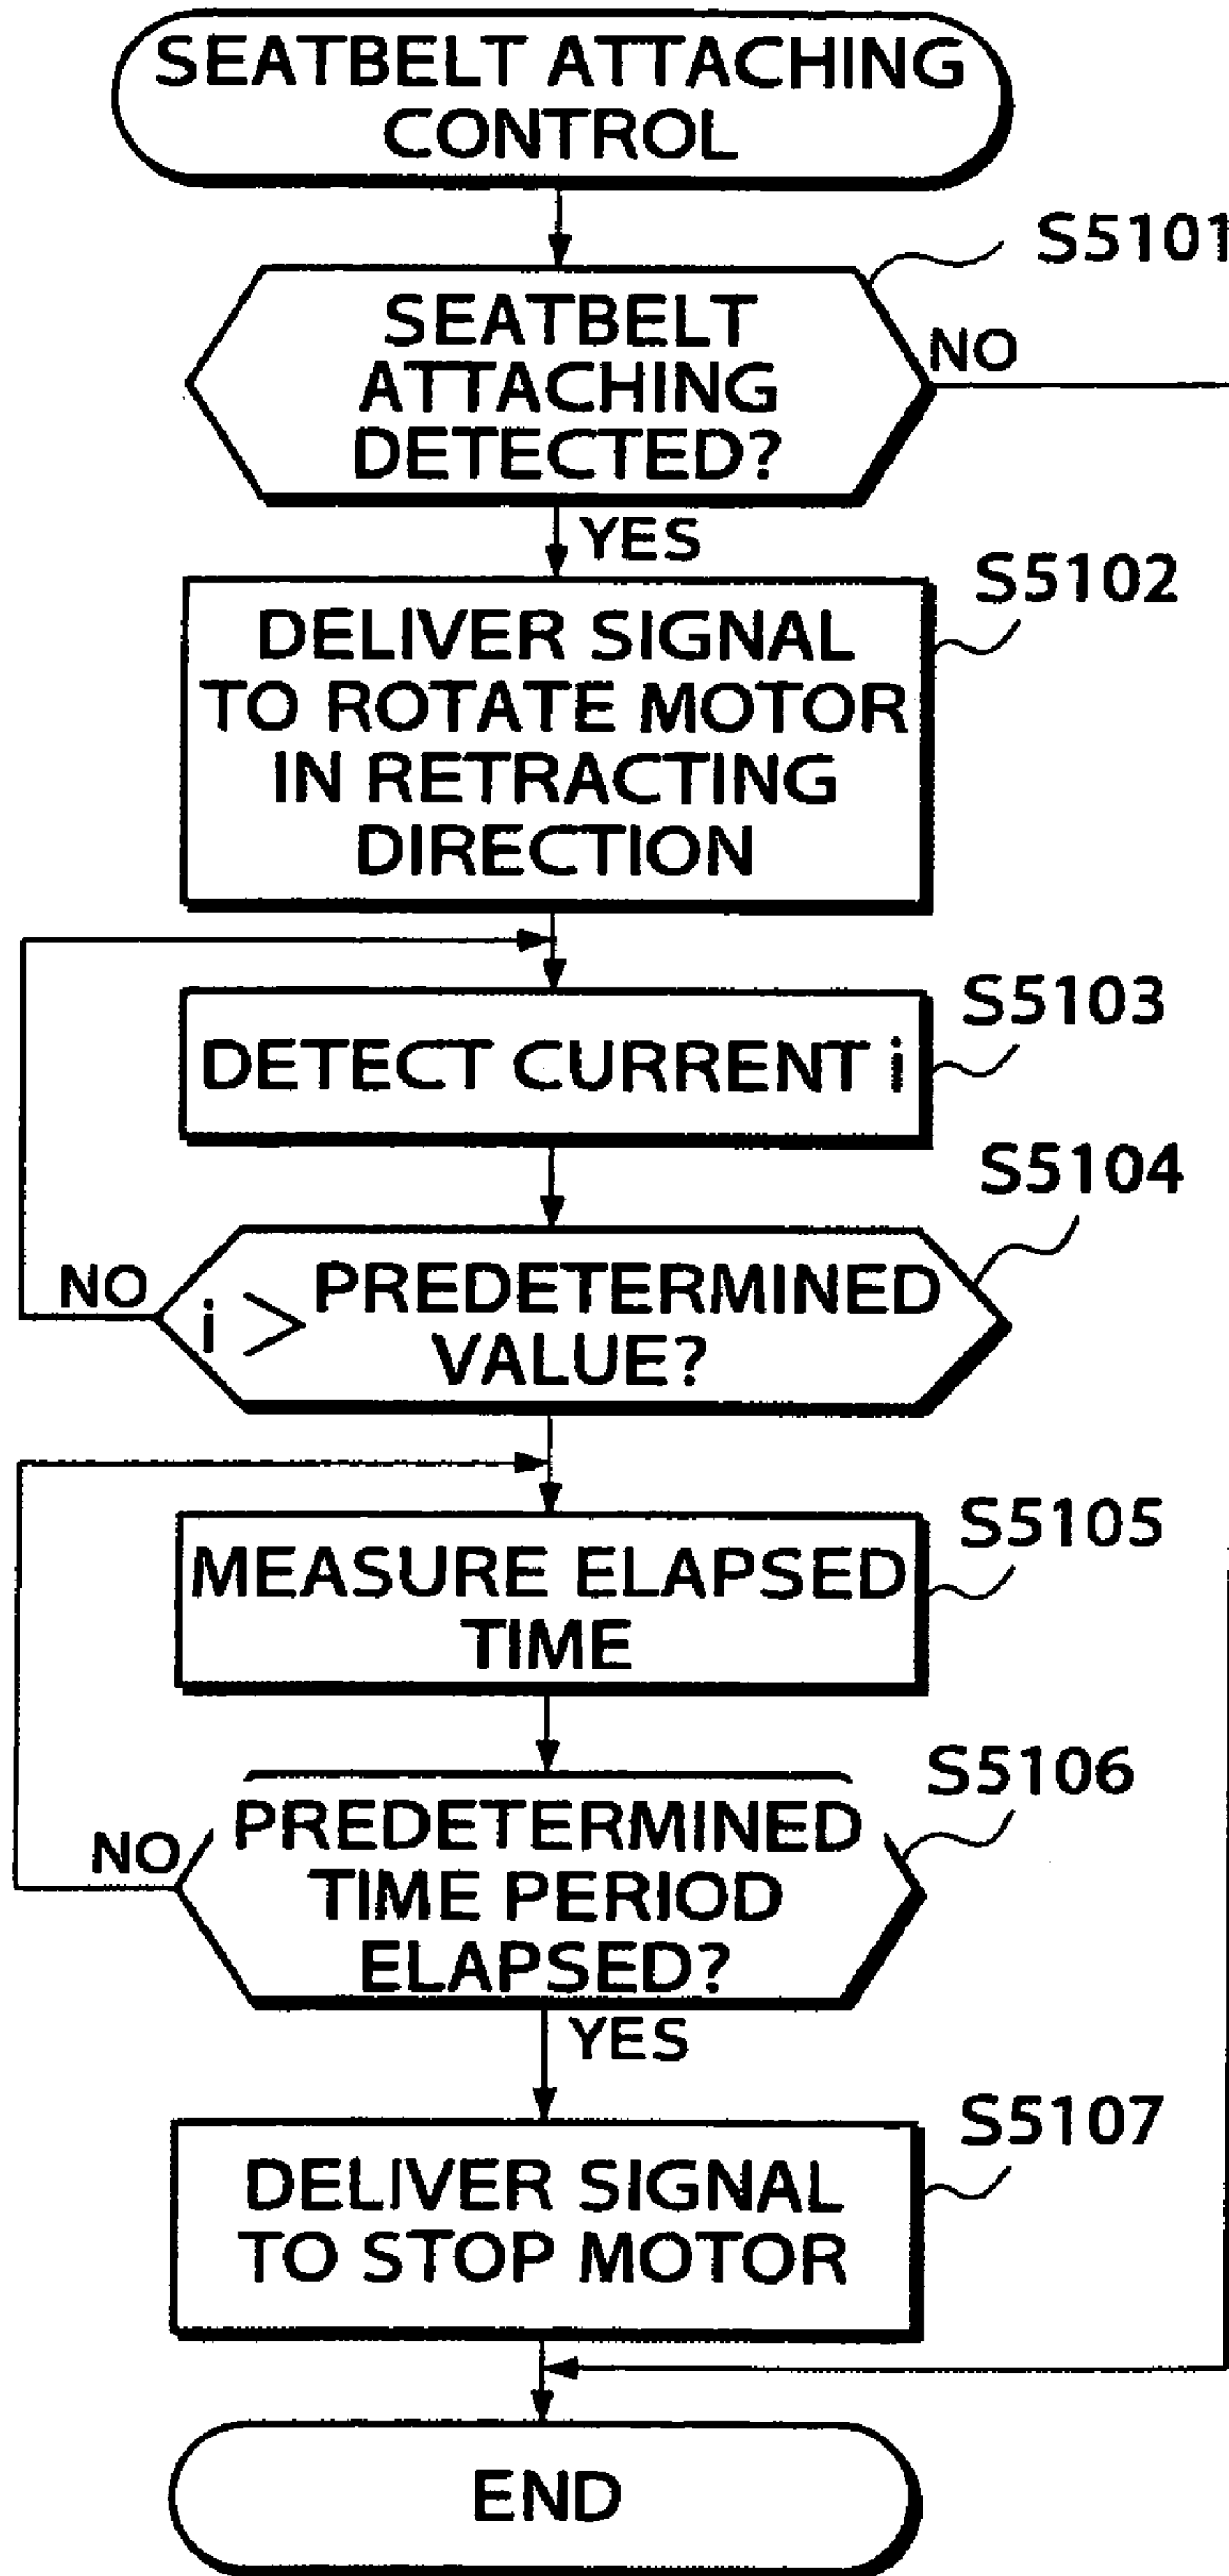 SEATBELT ATTACHING
CONTROL
S5101
SEATBELT
ATTACHING
DETECTED?
NO
YES
S5102
DELIVER SIGNAL
TO ROTATE MOTOR
IN RETRACTING
DIRECTION
S5103
DETECT CURRENT i
S5104
NO
i > PREDETERMINED
VALUE?
S5105
MEASURE ELAPSED
TIME
S5106
NO
PREDETERMINED
TIME PERIOD
ELAPSED?
YES
S5107
DELIVER SIGNAL
TO STOP MOTOR
END